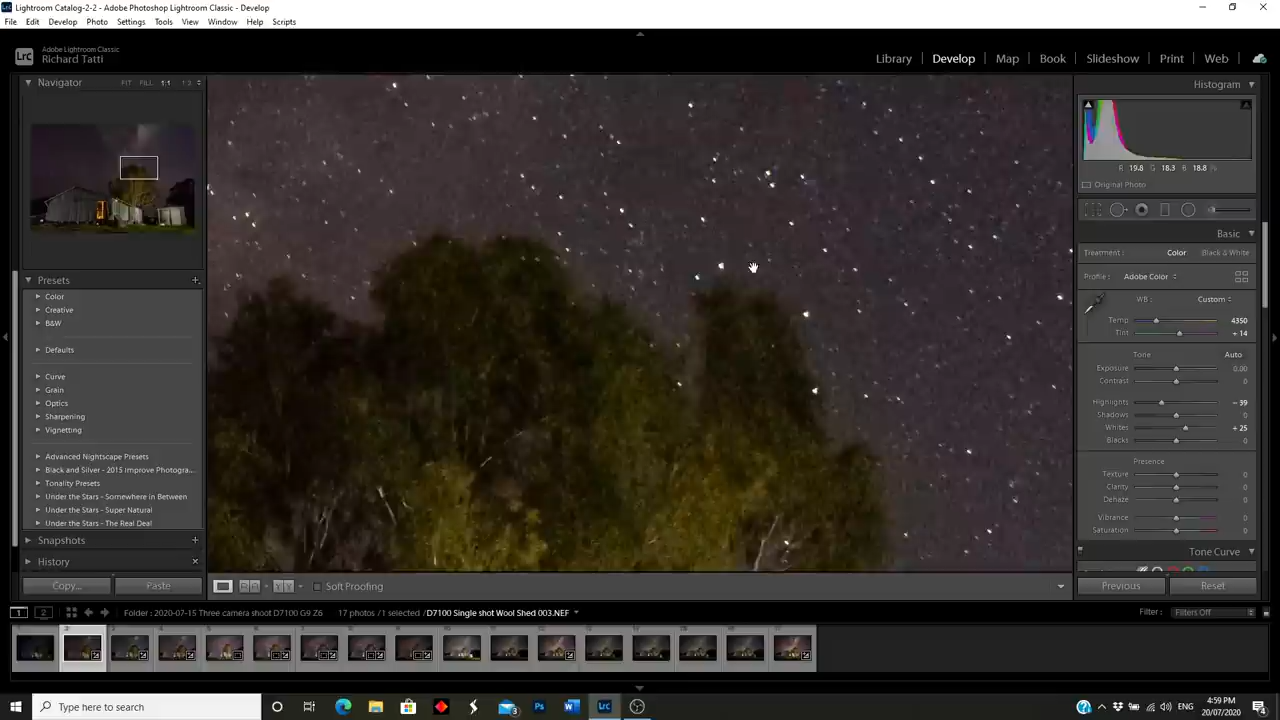 Lightroom Catalog-2-2 - Adobe Photoshop Lightroom Classic - Develop
File Edit Develop Photo Settings Tools View Window Help Scripts
Adobe Lightroom Classic
Lrc Richard Tatti
Library Develop Map Book Slideshow Print Web
Navigator FIT FILL 1:1 1:3
Histogram
R 19.8 G 18.3 B 18.8 %
Original Photo
Basic
Treatment: Color Black & White
Profile: Adobe Color
WB: Custom
Temp 4350
Tint + 14
Tone Auto
Exposure 0.00
Contrast 0
Highlights - 39
Shadows 0
Whites + 25
Blacks 0
Presence
Texture 0
Clarity 0
Dehaze 0
Vibrance 0
Saturation 0
Tone Curve
Previous Reset
Presets
Color
Creative
B&W
Defaults
Curve
Grain
Optics
Sharpening
Vignetting
Advanced Nightscape Presets
Black and Silver - 2015 Improve Photogra...
Tonality Presets
Under the Stars - Somewhere in Between
Under the Stars - Super Natural
Under the Stars - The Real Deal
Snapshots
History
Copy... Paste
Soft Proofing
1 2 Folder : 2020-07-15 Three camera shoot D7100 G9 Z6 17 photos /1 selected /D7100 Single shot Wool Shed 003.NEF Filter : Filters Off
Type here to search
Ps Lrc
3
ENG
4:59 PM
20/07/2020